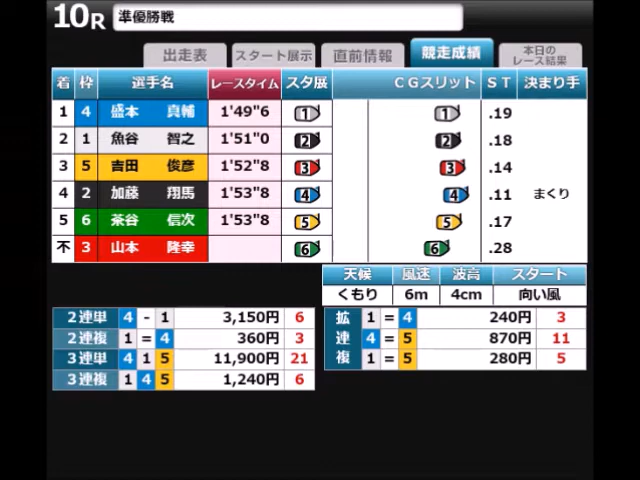 10R 準優勝戦
出走表 スタート展示 直前情報 競走成績 本日の
レース結果
着 枠 選手名 レースタイム スタ展 CGスリット ST 決まり手
1 4 盛本 真輔 1'49"6 1 1 .19
2 1 魚谷 智之 1'51"0 2 2 .18
3 5 吉田 俊彦 1'52"8 3 3 .14
4 2 加藤 翔馬 1'53"8 4 4 .11 まくり
5 6 茶谷 信次 1'53"8 5 5 .17
不 3 山本 隆幸 6 6 .28
天候 風速 波高 スタート
くもり 6m 4cm 向い風
2連単 4 - 1 3,150円 6
2連複 1 = 4 360円 3
3連単 4 1 5 11,900円 21
3連複 1 4 5 1,240円 6
拡 1 = 4 240円 3
連 4 = 5 870円 11
複 1 = 5 280円 5